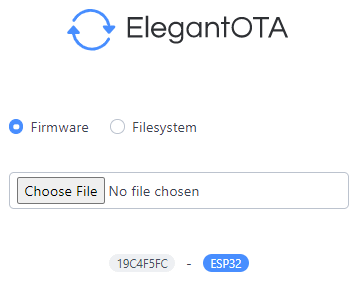 ElegantOTA
Firmware Filesystem
Choose File No file chosen
19C4F5FC - ESP32